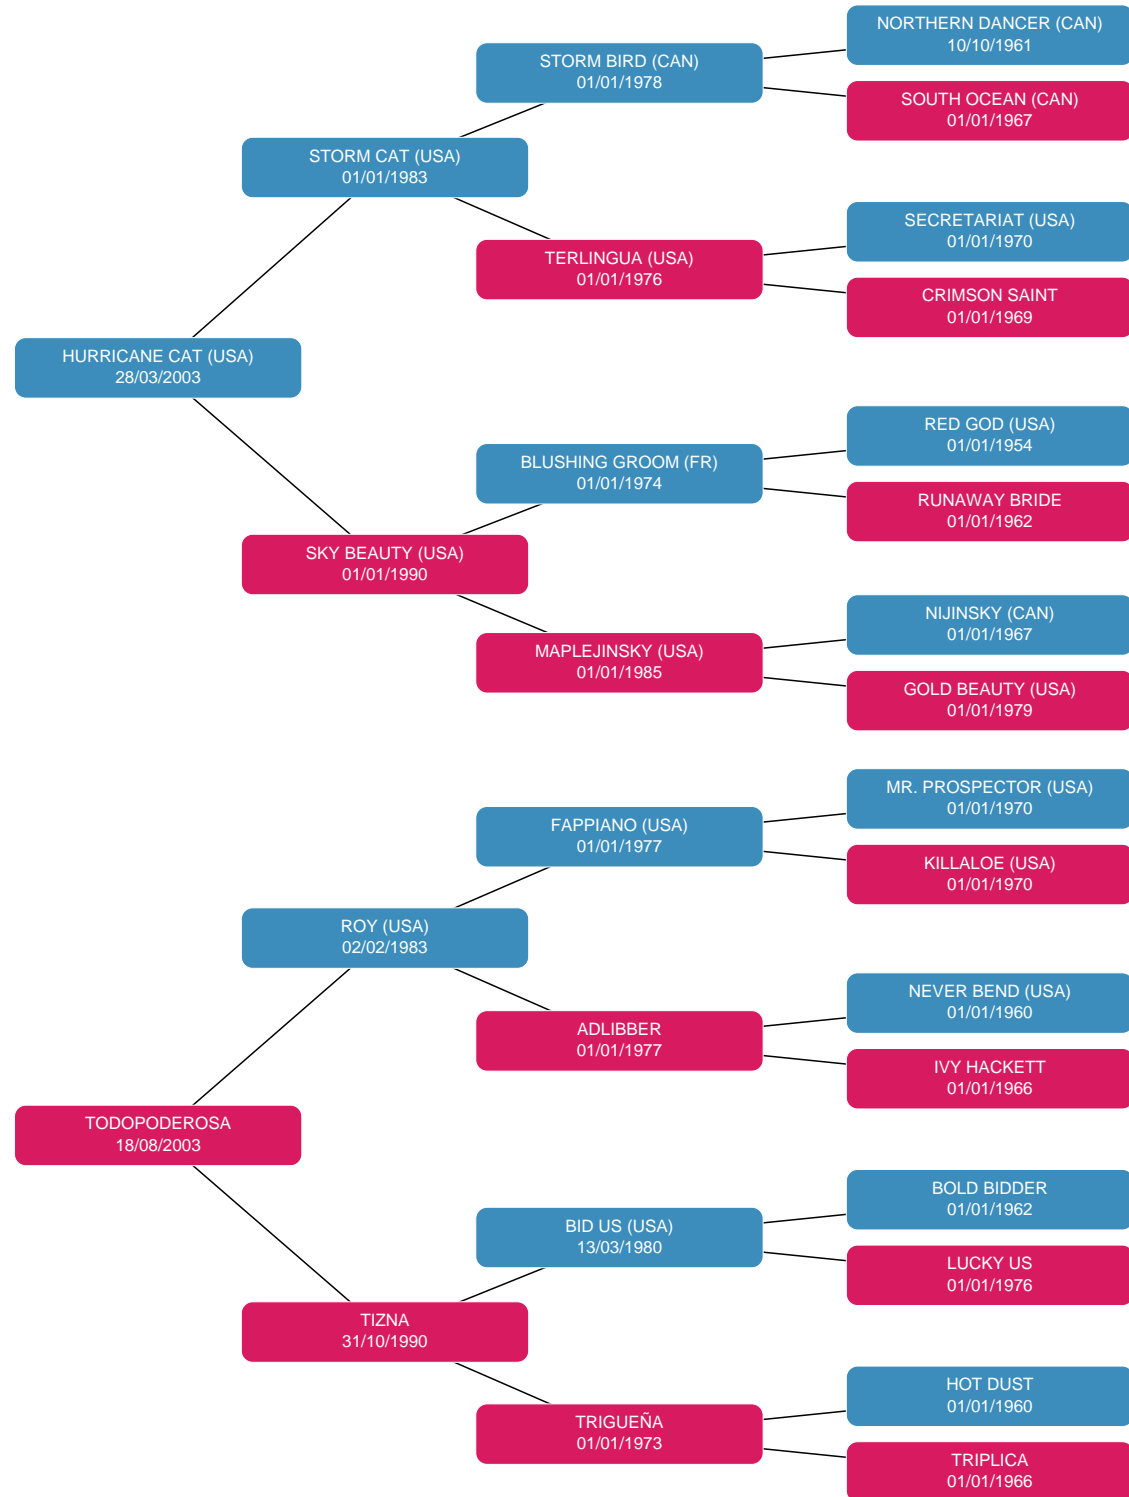 NORTHERN DANCER (CAN)
10/10/1961
STORM BIRD (CAN)
01/01/1978
SOUTH OCEAN (CAN)
01/01/1967
STORM CAT (USA)
01/01/1983
SECRETARIAT (USA)
01/01/1970
TERLINGUA (USA)
01/01/1976
CRIMSON SAINT
01/01/1969
HURRICANE CAT (USA)
28/03/2003
RED GOD (USA)
01/01/1954
BLUSHING GROOM (FR)
01/01/1974
RUNAWAY BRIDE
01/01/1962
SKY BEAUTY (USA)
01/01/1990
NIJINSKY (CAN)
01/01/1967
MAPLEJINSKY (USA)
01/01/1985
GOLD BEAUTY (USA)
01/01/1979
MR. PROSPECTOR (USA)
01/01/1970
FAPPIANO (USA)
01/01/1977
KILLALOE (USA)
01/01/1970
ROY (USA)
02/02/1983
NEVER BEND (USA)
01/01/1960
ADLIBBER
01/01/1977
IVY HACKETT
01/01/1966
TODOPODEROSA
18/08/2003
BOLD BIDDER
01/01/1962
BID US (USA)
13/03/1980
LUCKY US
01/01/1976
TIZNA
31/10/1990
HOT DUST
01/01/1960
TRIGUEÑA
01/01/1973
TRIPLICA
01/01/1966